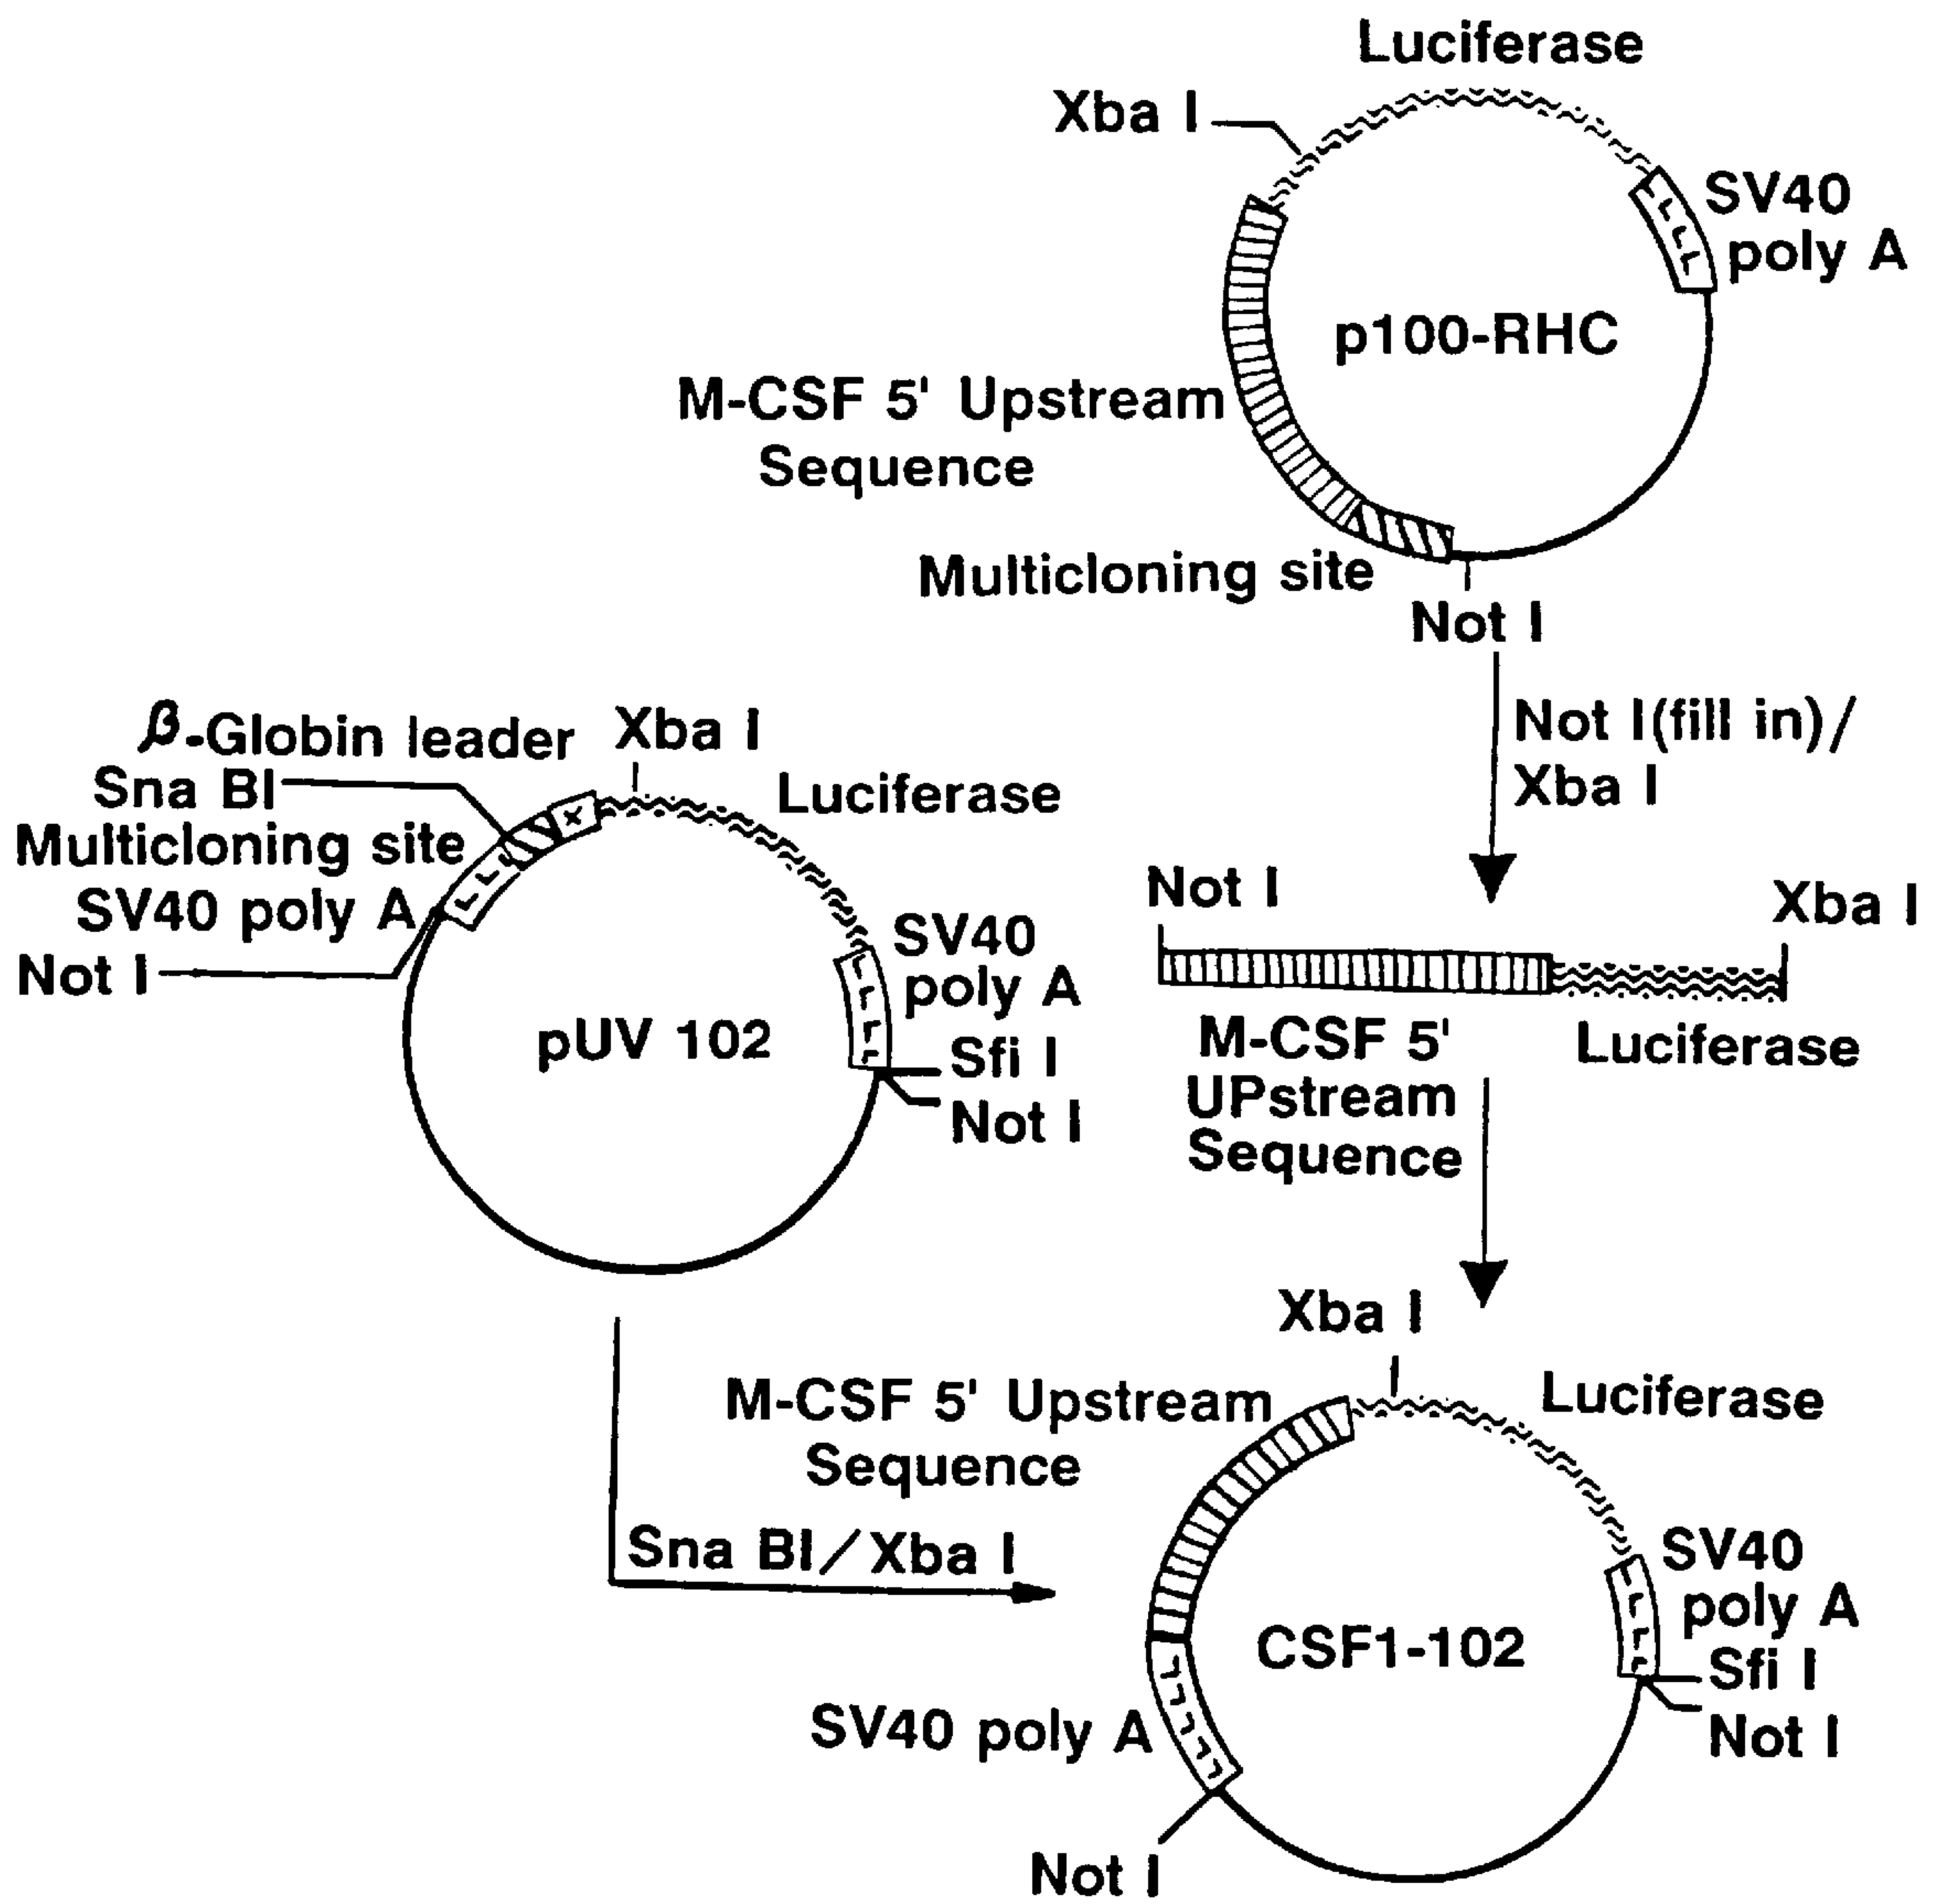 Luciferase
Xba I
SV40
poly A
p100-RHC
M-CSF 5' Upstream
Sequence
Multicloning site
Not I
Not I(fill in)/
Xba I
β-Globin leader
Xba I
Sna BI
Luciferase
Multicloning site
SV40 poly A
Not I
SV40
poly A
Sfi I
Not I
pUV 102
Not I
Xba I
M-CSF 5'
UPstream
Sequence
Luciferase
Sna BI/Xba I
Xba I
M-CSF 5' Upstream
Sequence
Luciferase
SV40
poly A
Sfi I
Not I
CSF1-102
SV40 poly A
Not I